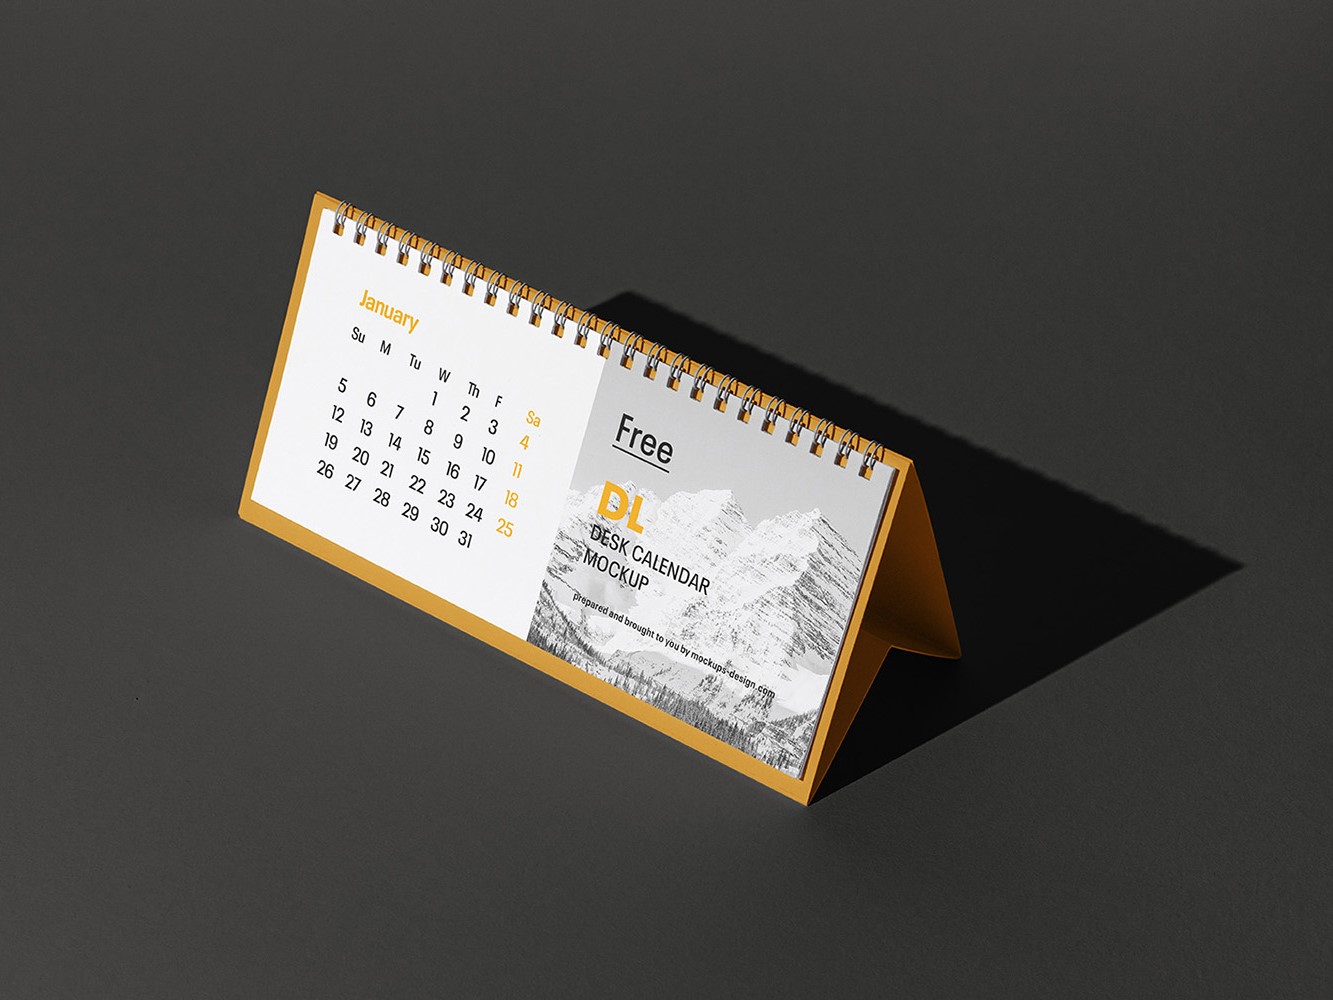 January
Su M Tu W Th F Sa
1 2 3 4
5 6 7 8 9 10 11
12 13 14 15 16 17 18
19 20 21 22 23 24 25
26 27 28 29 30 31
Free
DL
DESK CALENDAR
MOCKUP
prepared and brought to you by mockups-design.com